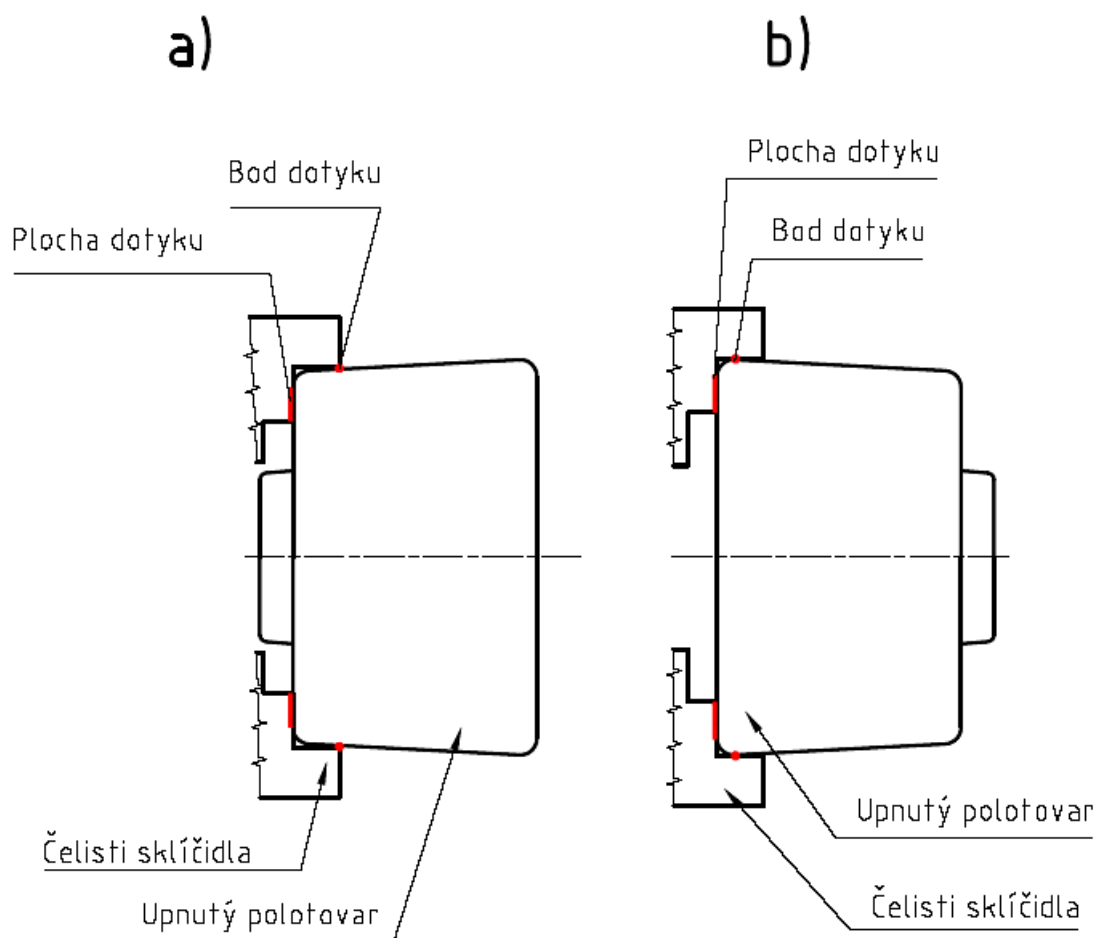 a)
Bod dotyku
Plocha dotyku
Čelisti sklíčidla
Upnutý polotovar
b)
Plocha dotyku
Bod dotyku
Upnutý polotovar
Čelisti sklíčidla